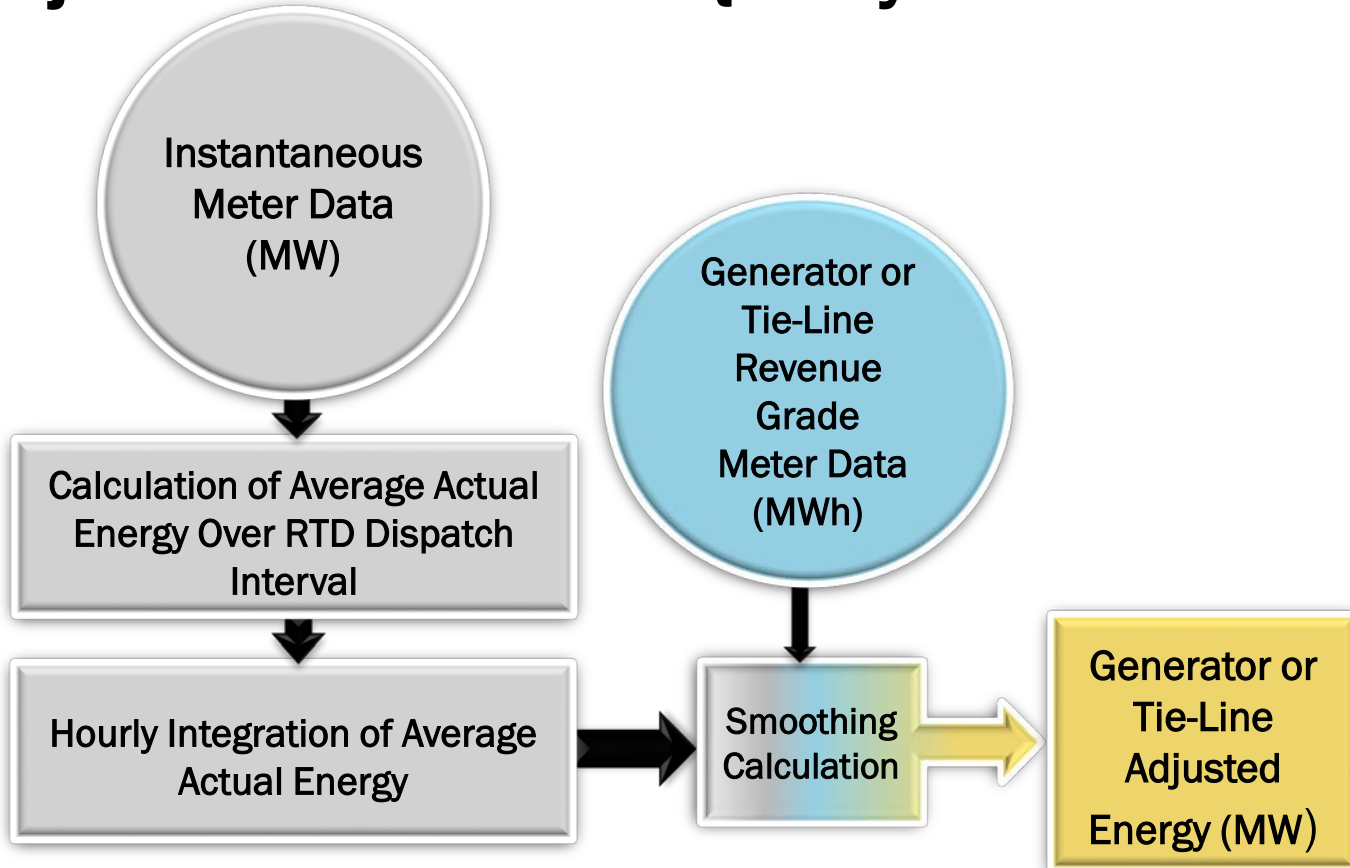 Instantaneous
Meter Data
(MW)
Generator or
Tie-Line
Revenue
Grade
Meter Data
(MWh)
Calculation of Average Actual
Energy Over RTD Dispatch
Interval
Hourly Integration of Average
Actual Energy
Smoothing
Calculation
Generator or
Tie-Line
Adjusted
Energy (MW)